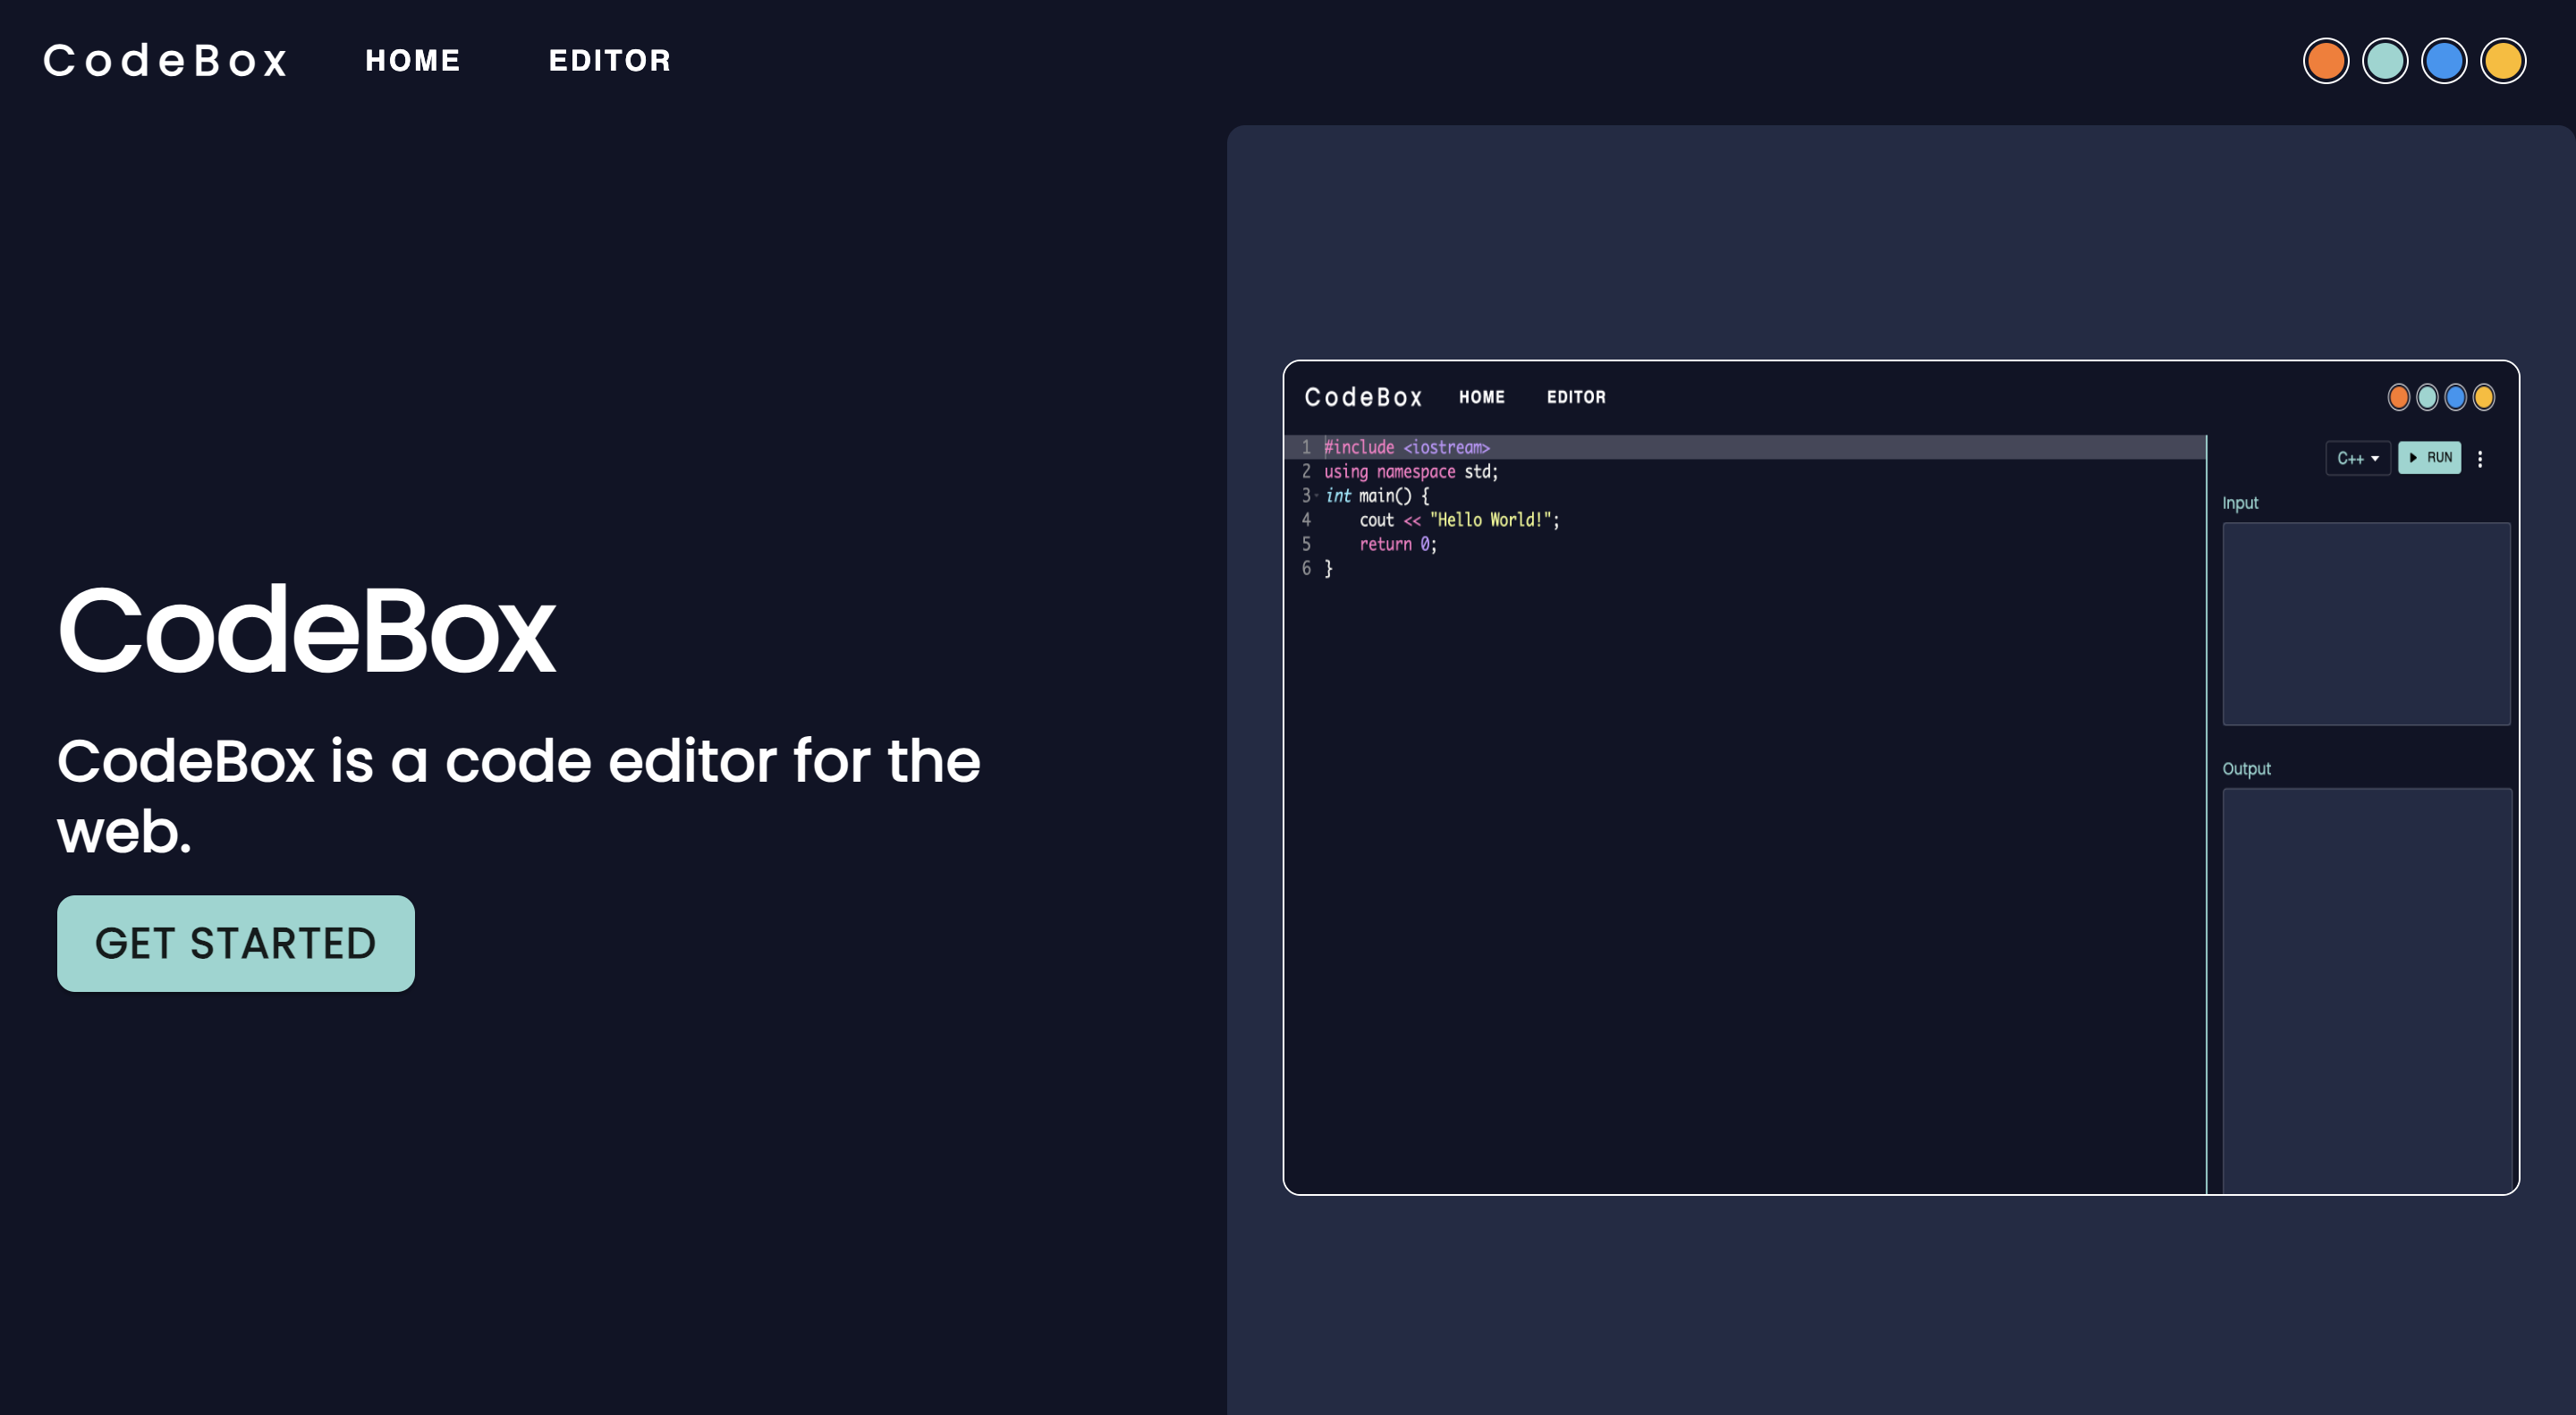 CodeBox HOME EDITOR
CodeBox
CodeBox is a code editor for the
web.
GET STARTED
CodeBox HOME EDITOR
1 #include <iostream>
2 using namespace std;
3 int main() {
4     cout << "Hello World!";
5     return 0;
6 }
C++ RUN
Input
Output